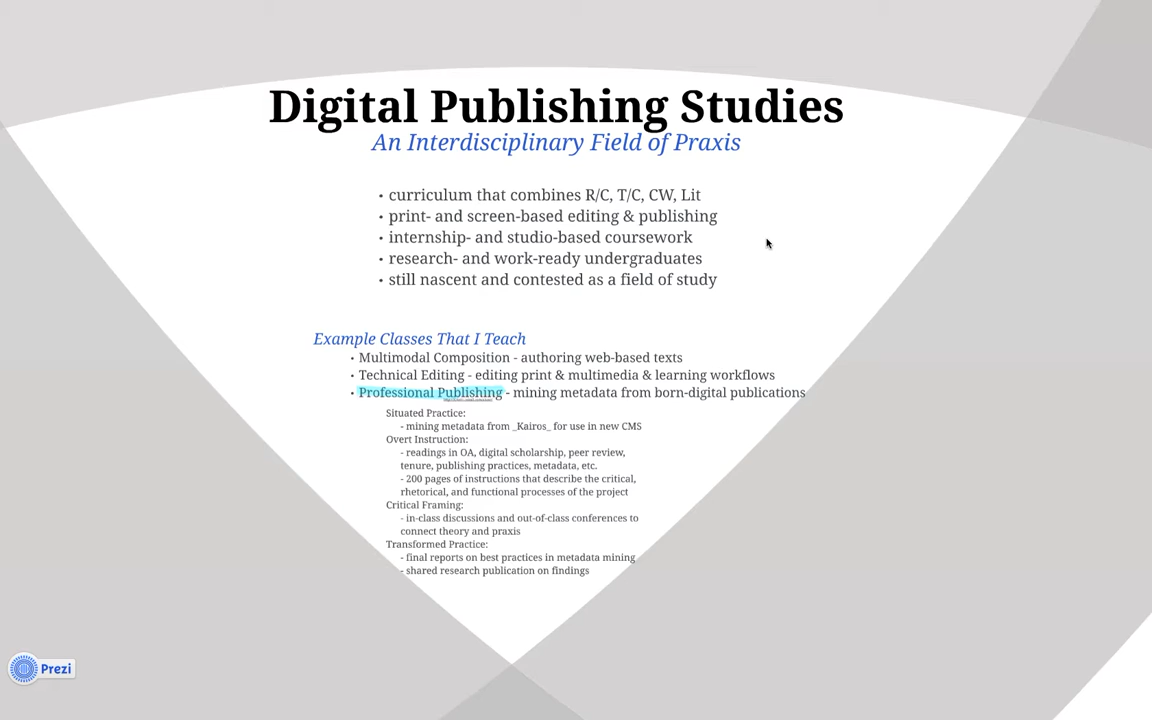 Digital Publishing Studies
An Interdisciplinary Field of Praxis
• curriculum that combines R/C, T/C, CW, Lit
• print- and screen-based editing & publishing
• internship- and studio-based coursework
• research- and work-ready undergraduates
• still nascent and contested as a field of study
Example Classes That I Teach
• Multimodal Composition - authoring web-based texts
• Technical Editing - editing print & multimedia & learning workflows
• Professional Publishing - mining metadata from born-digital publications
Situated Practice:
- mining metadata from _Kairos_ for use in new CMS
Overt Instruction:
- readings in OA, digital scholarship, peer review,
tenure, publishing practices, metadata, etc.
- 200 pages of instructions that describe the critical,
rhetorical, and functional processes of the project
Critical Framing:
- in-class discussions and out-of-class conferences to
connect theory and praxis
Transformed Practice:
- final reports on best practices in metadata mining
- shared research publication on findings
Prezi